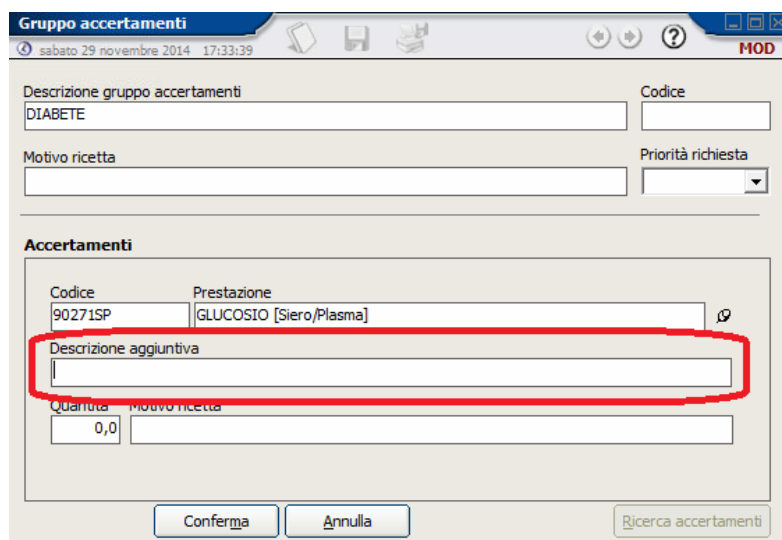 Gruppo accertamenti
sabato 29 novembre 2014 17:33:39
MOD
Descrizione gruppo accertamenti Codice
DIABETE
Motivo ricetta Priorità richiesta
Accertamenti
Codice Prestazione
90271SP GLUCOSIO [Siero/Plasma]
Descrizione aggiuntiva
Quantità Motivo ricetta
0,0
Conferma Annulla Ricerca accertamenti